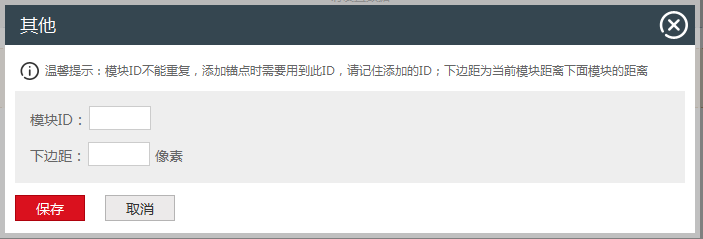 其他
温馨提示：模块ID不能重复，添加锚点时需要用到此ID，请记住添加的ID；下边距为当前模块距离下面模块的距离
模块ID：
下边距： 像素
保存 取消